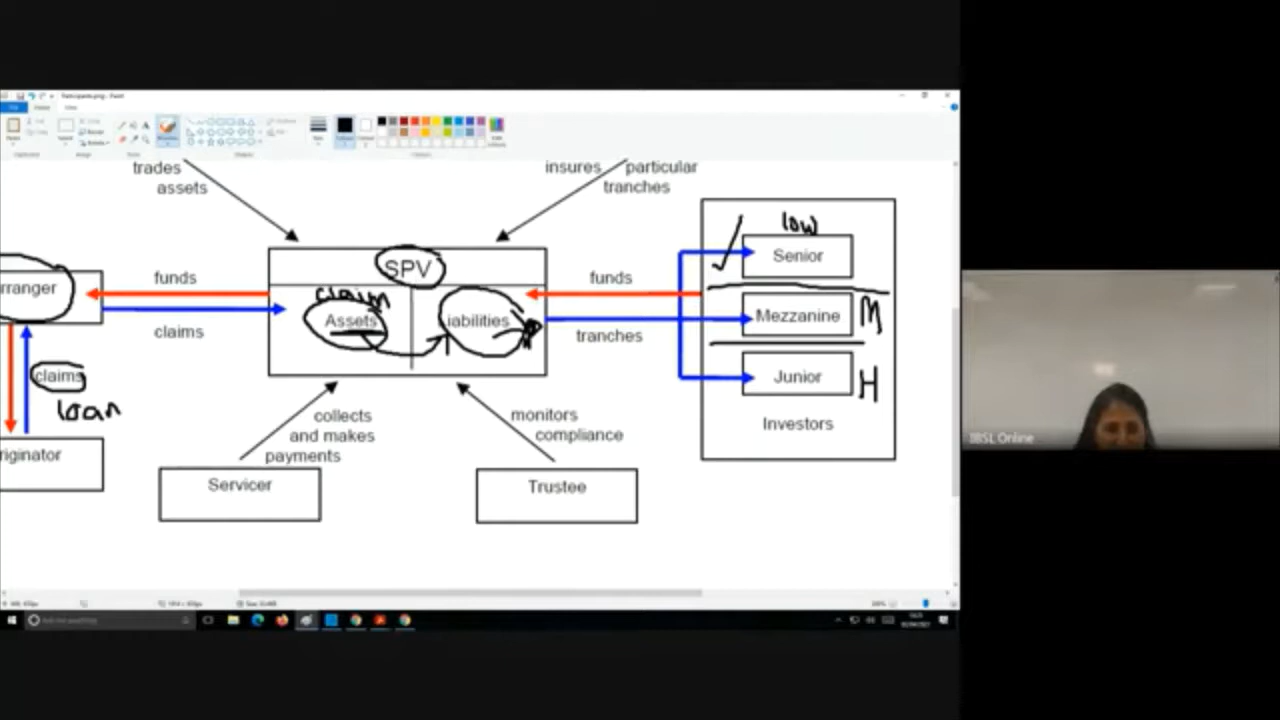 trades
assets
insures particular
tranches
low
Senior
SPV
funds
funds
rranger
claim
Assets
iabilities
Mezzanine
M
claims
tranches
claims
Junior
H
loan
collects
and makes
payments
monitors
compliance
Investors
riginator
Servicer
Trustee
IBSL Online